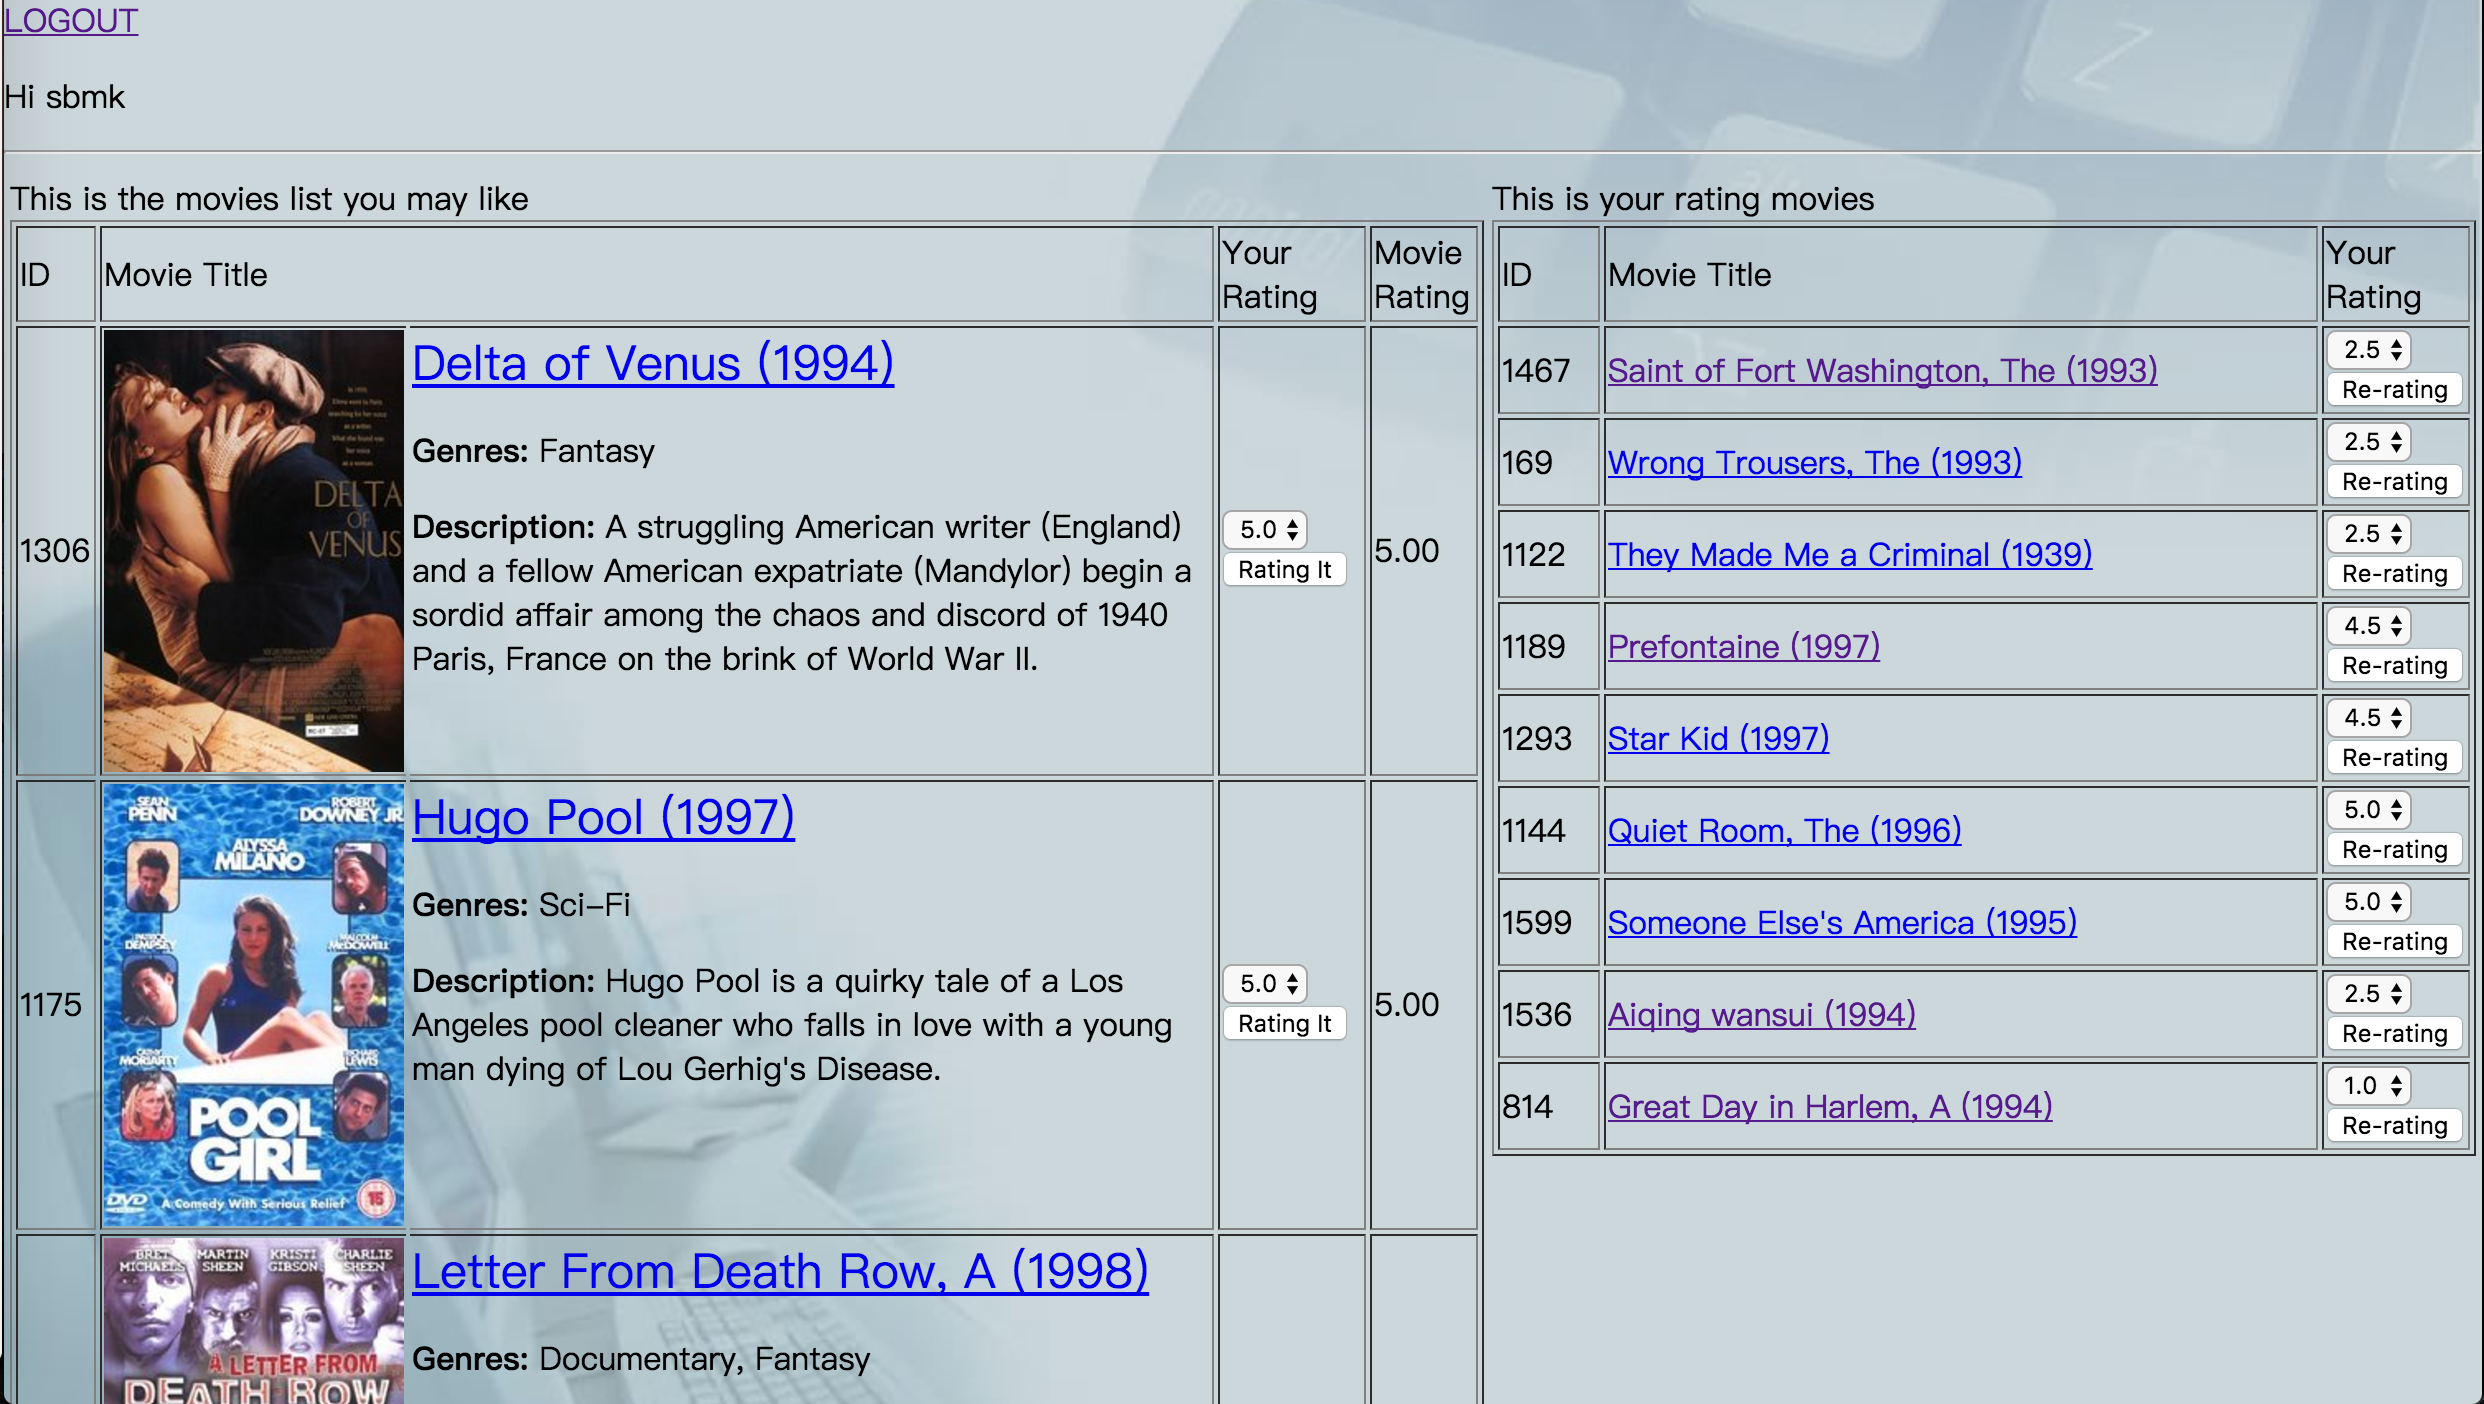 LOGOUT
Hi sbmk
This is the movies list you may like
ID
Movie Title
Your
Rating
Movie
Rating
1306
DELTA
OF
VENUS
Delta of Venus (1994)
Genres: Fantasy
Description: A struggling American writer (England)
and a fellow American expatriate (Mandylor) begin a
sordid affair among the chaos and discord of 1940
Paris, France on the brink of World War II.
5.0
Rating It
5.00
1175
SEAN
PENN
ROBERT
DOWNEY JR
ALYSSA
MILANO
PATRICK
DEMPSEY
MALCOLM
McDOWELL
CATHY
MORIARTY
RICHARD
LEWIS
POOL
GIRL
DVD
A Comedy With Serious Relief
15
Hugo Pool (1997)
Genres: Sci-Fi
Description: Hugo Pool is a quirky tale of a Los
Angeles pool cleaner who falls in love with a young
man dying of Lou Gerhig's Disease.
5.0
Rating It
5.00
BRET
MICHAELS
MARTIN
SHEEN
KRISTI
GIBSON
CHARLIE
SHEEN
A LETTER FROM
DEATH ROW
Letter From Death Row, A (1998)
Genres: Documentary, Fantasy
This is your rating movies
ID
Movie Title
Your
Rating
1467
Saint of Fort Washington, The (1993)
2.5
Re-rating
169
Wrong Trousers, The (1993)
2.5
Re-rating
1122
They Made Me a Criminal (1939)
2.5
Re-rating
1189
Prefontaine (1997)
4.5
Re-rating
1293
Star Kid (1997)
4.5
Re-rating
1144
Quiet Room, The (1996)
5.0
Re-rating
1599
Someone Else's America (1995)
5.0
Re-rating
1536
Aiqing wansui (1994)
2.5
Re-rating
814
Great Day in Harlem, A (1994)
1.0
Re-rating
control
alt
Z
X